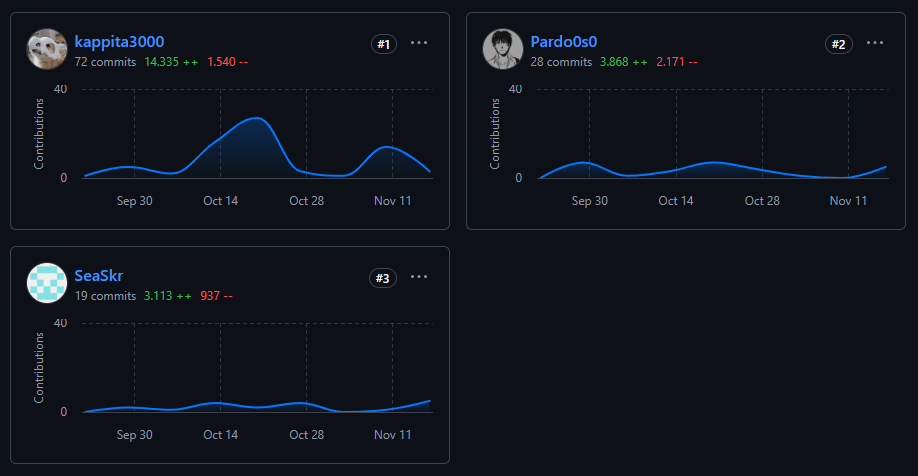 kappita3000 #1 ...
72 commits 14.335 ++ 1.540 --
Contributions
40
0
Sep 30 Oct 14 Oct 28 Nov 11
Pardo0s0 #2 ...
28 commits 3.868 ++ 2.171 --
Contributions
40
0
Sep 30 Oct 14 Oct 28 Nov 11
SeaSkr #3 ...
19 commits 3.113 ++ 937 --
Contributions
40
0
Sep 30 Oct 14 Oct 28 Nov 11